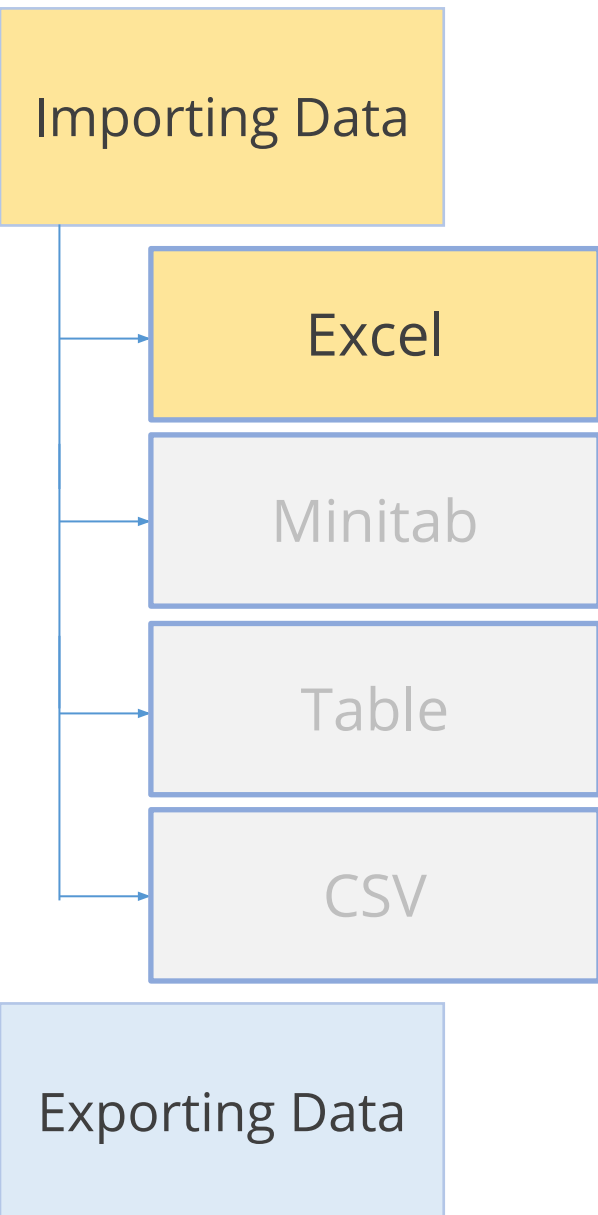 Importing Data
Excel
Minitab
Table
CSV
Exporting Data